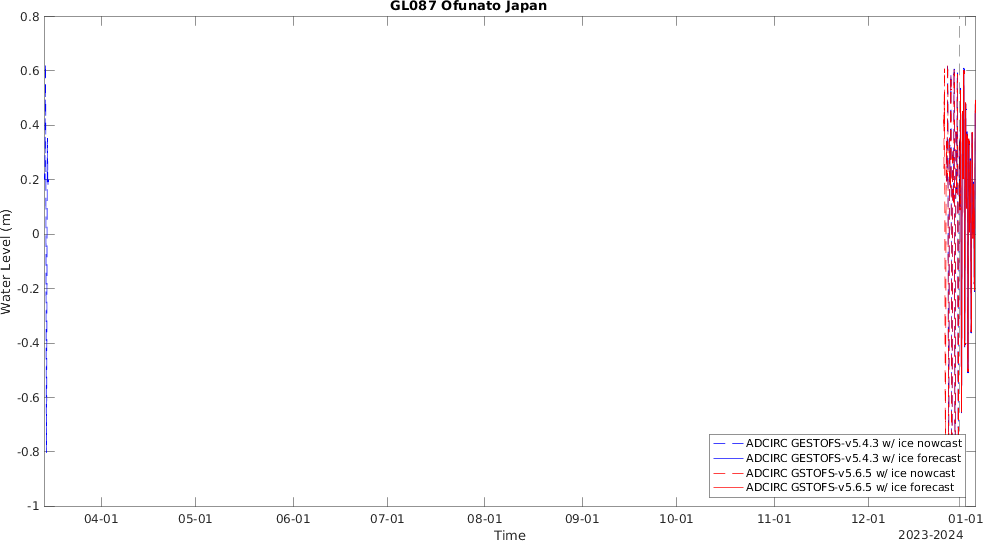 GL087 Ofunato Japan
0.8
0.6
0.4
0.2
0
-0.2
-0.4
-0.6
-0.8
-1
Water Level (m)
ADCIRC GESTOFS-v5.4.3 w/ ice nowcast
ADCIRC GESTOFS-v5.4.3 w/ ice forecast
ADCIRC GSTOFS-v5.6.5 w/ ice nowcast
ADCIRC GSTOFS-v5.6.5 w/ ice forecast
04-01 05-01 06-01 07-01 08-01 09-01 10-01 11-01 12-01 01-01
Time
2023-2024